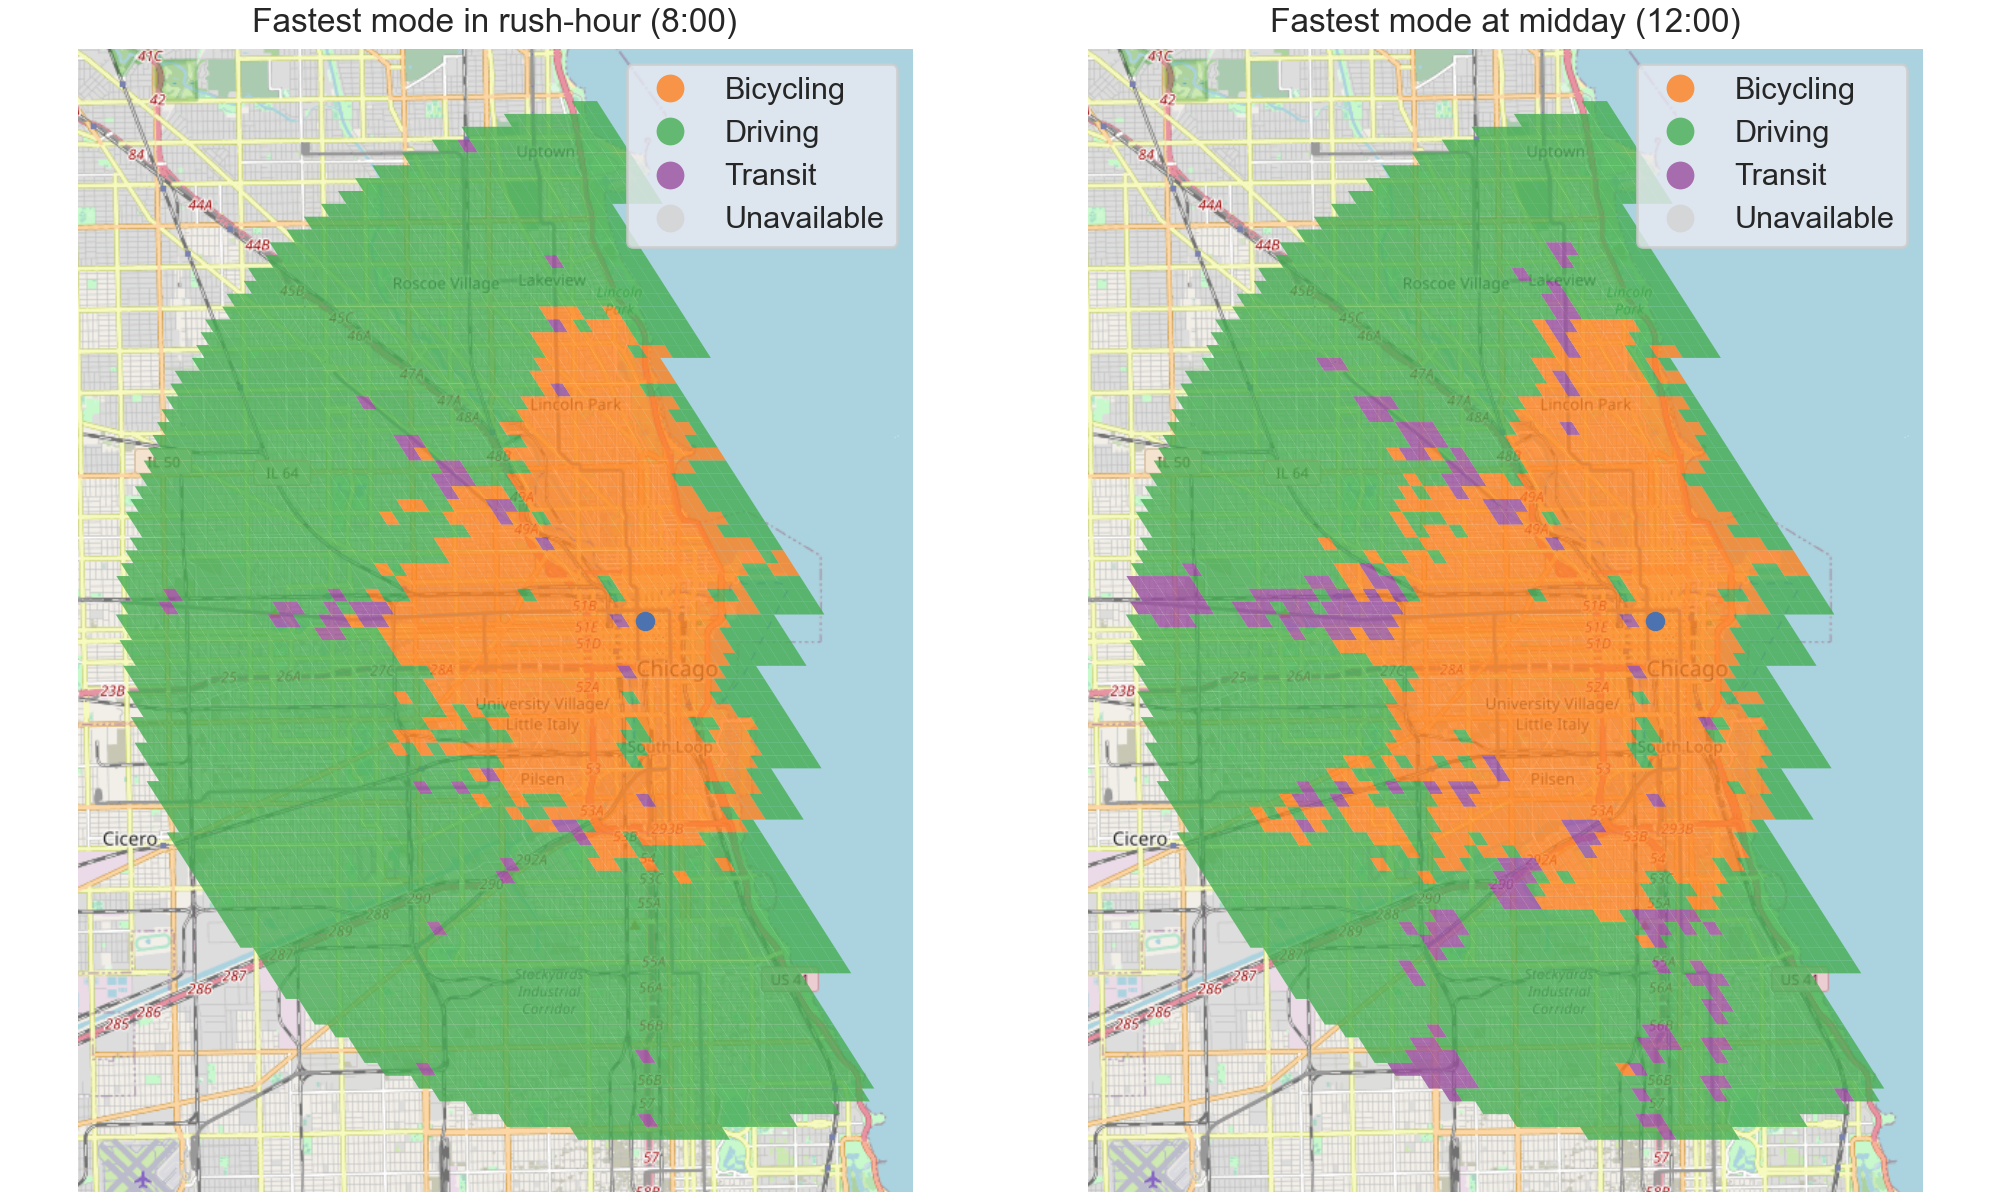 Fastest mode in rush-hour (8:00)
41C
42
84
44A
44B
45B
45C
46A
47A
47A
48A
48B
49A
49A
Uptown
Roscoe Village
Lakeview
Lincoln
Park
Lincoln Park
IL 50
IL 64
51B
51E
51D
Chicago
25
26A
27C
28A
23B
52A
University Village/
Little Italy
South Loop
53
Pilsen
53A
53B
293B
Cicero
54
292A
53C
290
55A
290
288
289
287
287
286
286
285
55A
56A
Stockyards
Industrial
Corridor
US 41
56B
56B
57
57
58B
Bicycling
Driving
Transit
Unavailable
Fastest mode at midday (12:00)
41C
42
84
44A
44B
45B
45C
46A
47A
47A
48A
48B
49A
49A
Uptown
Roscoe Village
Lakeview
Lincoln
Park
Lincoln Park
IL 50
IL 64
51B
51E
51D
Chicago
25
26A
27C
28A
23B
52A
University Village/
Little Italy
South Loop
53
Pilsen
53A
53B
293B
Cicero
54
292A
53C
290
55A
290
288
289
287
287
286
286
285
55A
56A
Stockyards
Industrial
Corridor
US 41
56B
56B
57
57
58B
Bicycling
Driving
Transit
Unavailable